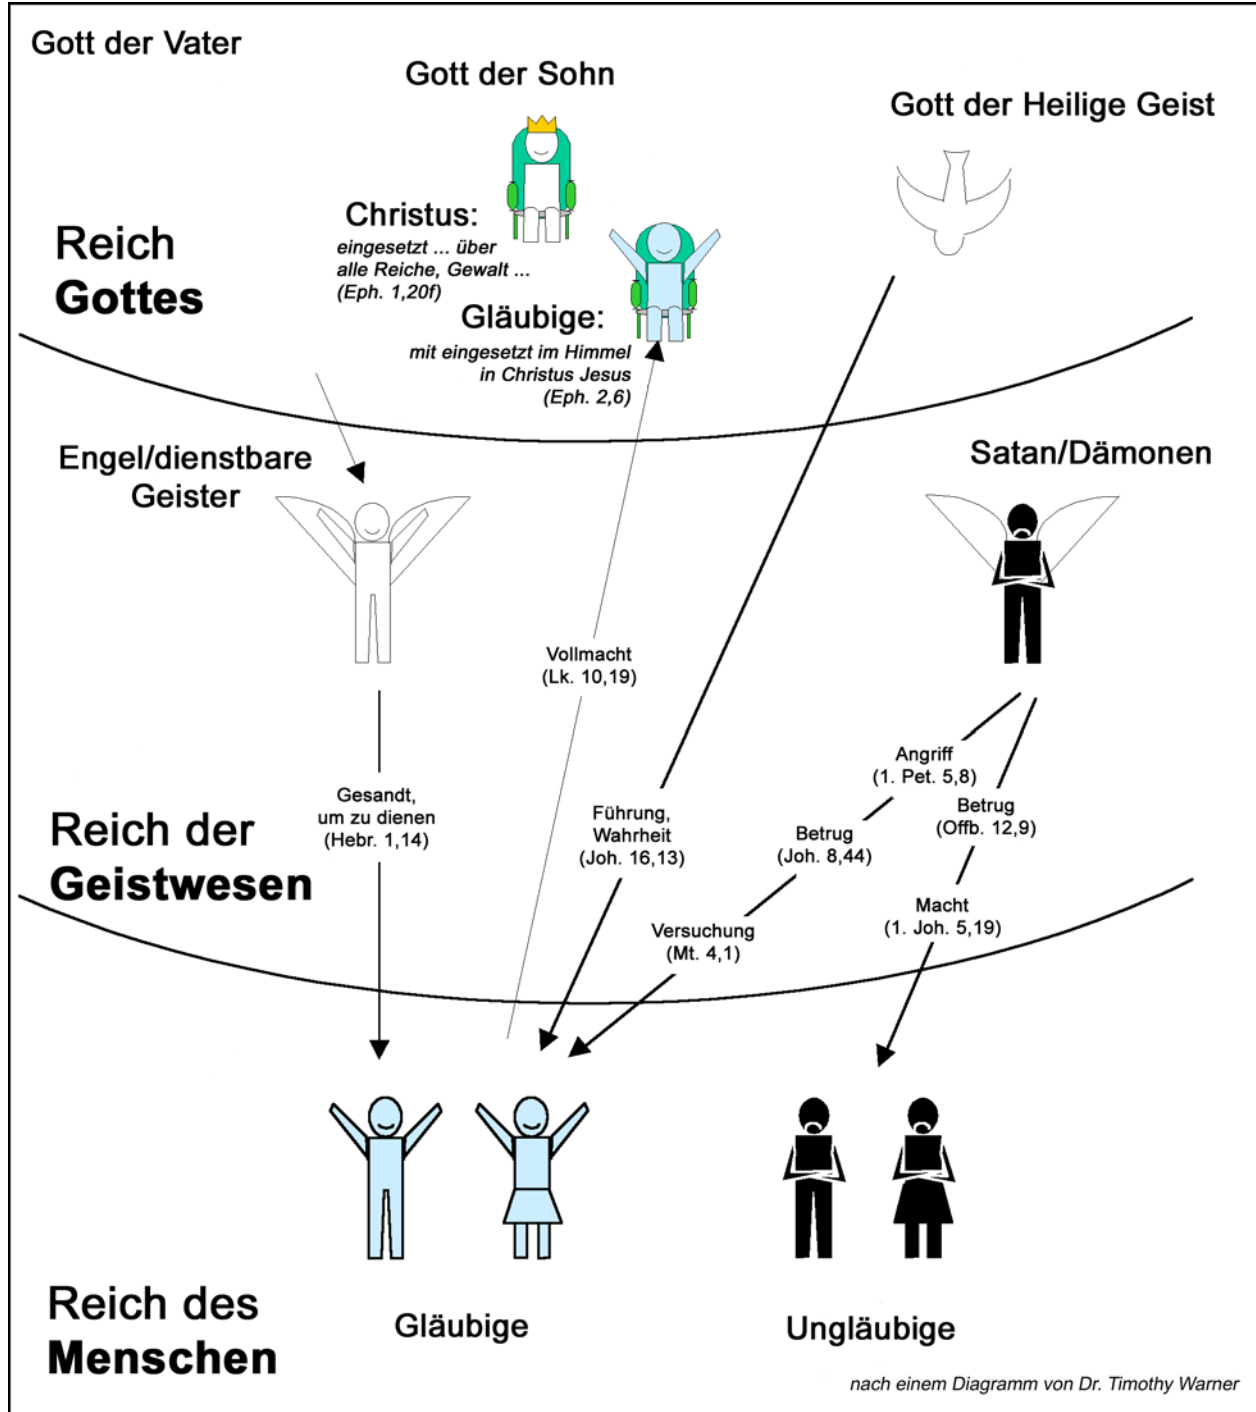 Gott der Vater
Gott der Sohn
Gott der Heilige Geist
Christus:
eingesetzt ... über
alle Reiche, Gewalt ...
(Eph. 1,20f)
Reich
Gottes
Gläubige:
mit eingesetzt im Himmel
in Christus Jesus
(Eph. 2,6)
Engel/dienstbare
Geister
Satan/Dämonen
Vollmacht
(Lk. 10,19)
Angriff
(1. Pet. 5,8)
Gesandt,
um zu dienen
(Hebr. 1,14)
Führung,
Wahrheit
(Joh. 16,13)
Betrug
(Joh. 8,44)
Betrug
(Offb. 12,9)
Reich der
Geistwesen
Versuchung
(Mt. 4,1)
Macht
(1. Joh. 5,19)
Reich des
Menschen
Gläubige
Ungläubige
nach einem Diagramm von Dr. Timothy Warner